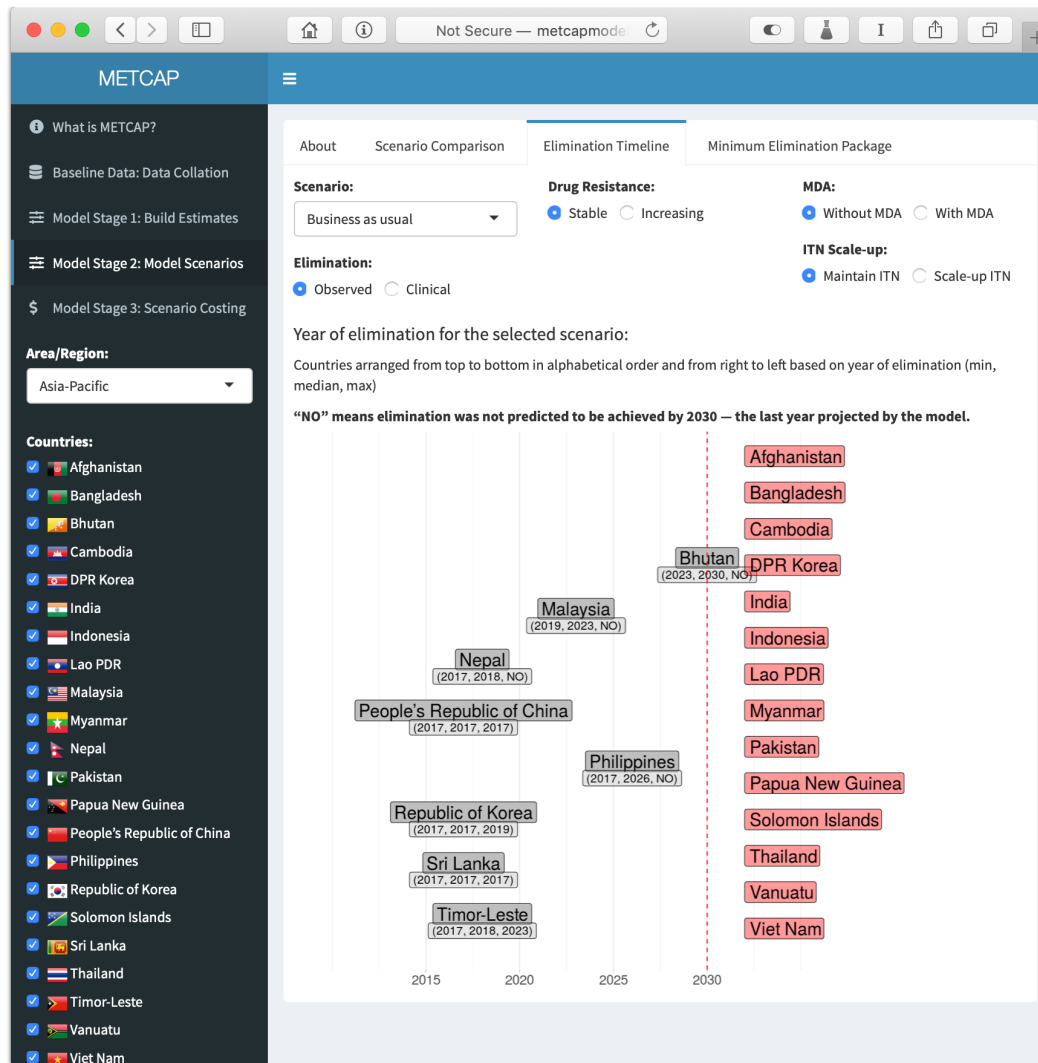 Not Secure — metcapmode
METCAP
What is METCAP?
Baseline Data: Data Collation
Model Stage 1: Build Estimates
Model Stage 2: Model Scenarios
$ Model Stage 3: Scenario Costing
Area/Region:
Asia-Pacific
Countries:
Afghanistan
Bangladesh
Bhutan
Cambodia
DPR Korea
India
Indonesia
Lao PDR
Malaysia
Myanmar
Nepal
Pakistan
Papua New Guinea
People's Republic of China
Philippines
Republic of Korea
Solomon Islands
Sri Lanka
Thailand
Timor-Leste
Vanuatu
Viet Nam
About Scenario Comparison Elimination Timeline Minimum Elimination Package
Scenario: Drug Resistance: MDA:
Business as usual Stable Increasing Without MDA With MDA
ITN Scale-up:
Elimination: Maintain ITN Scale-up ITN
Observed Clinical
Year of elimination for the selected scenario:
Countries arranged from top to bottom in alphabetical order and from right to left based on year of elimination (min,
median, max)
“NO” means elimination was not predicted to be achieved by 2030 — the last year projected by the model.
Bhutan
(2023, 2030, NO)
Malaysia
(2019, 2023, NO)
Nepal
(2017, 2018, NO)
People's Republic of China
(2017, 2017, 2017)
Philippines
(2017, 2026, NO)
Republic of Korea
(2017, 2017, 2019)
Sri Lanka
(2017, 2017, 2017)
Timor-Leste
(2017, 2018, 2023)
Afghanistan
Bangladesh
Cambodia
DPR Korea
India
Indonesia
Lao PDR
Myanmar
Pakistan
Papua New Guinea
Solomon Islands
Thailand
Vanuatu
Viet Nam
2015 2020 2025 2030